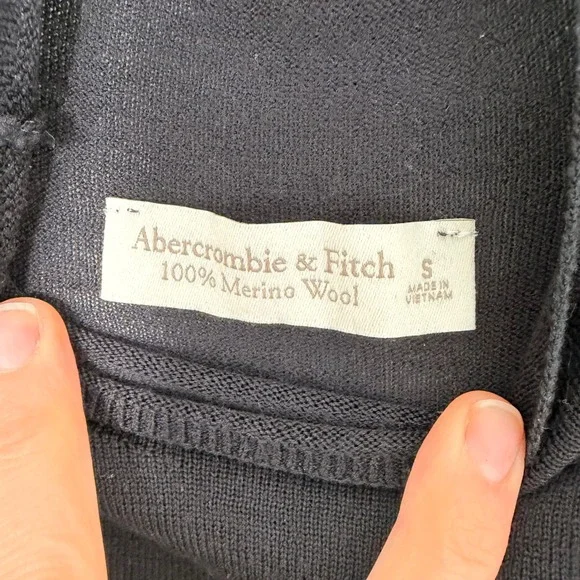 Abercrombie & Fitch
100% Merino Wool
S
MADE IN
VIETNAM